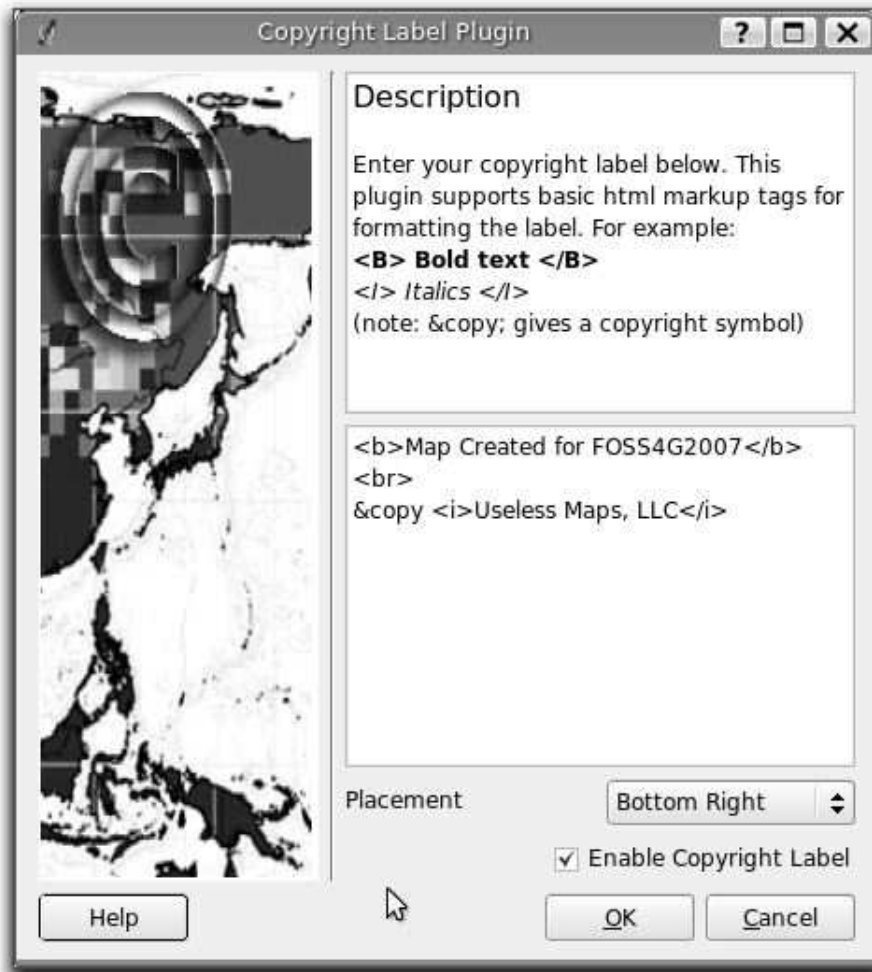 Copyright Label Plugin
Description
Enter your copyright label below. This
plugin supports basic html markup tags for
formatting the label. For example:
<B> Bold text </B>
<I> Italics </I>
(note: &copy; gives a copyright symbol)
<b>Map Created for FOSS4G2007</b>
<br>
&copy <i>Useless Maps, LLC</i>
Placement
Bottom Right
Enable Copyright Label
Help
OK
Cancel